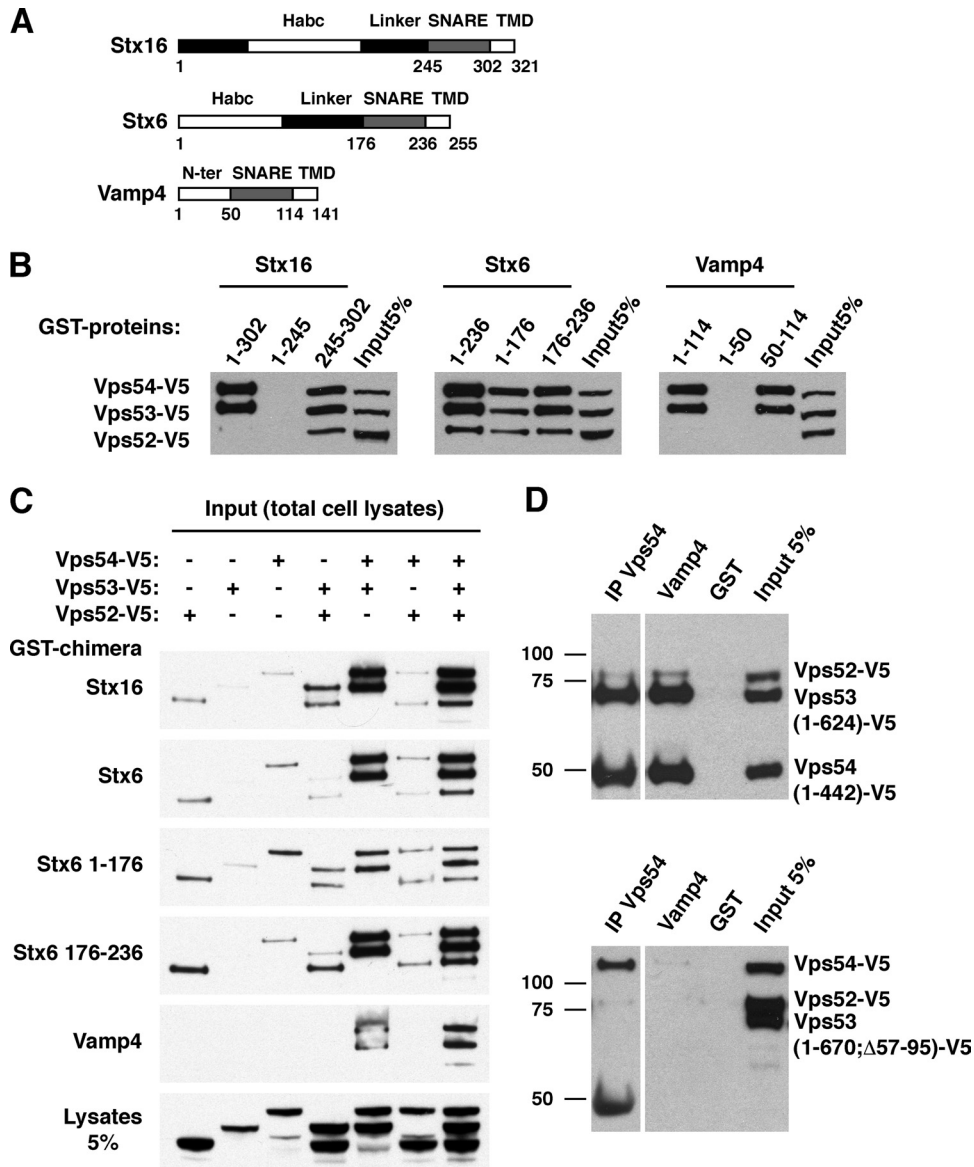 A
Habc Linker SNARE TMD
Stx16
1 245 302 321
Habc Linker SNARE TMD
Stx6
1 176 236 255
N-ter SNARE TMD
Vamp4
1 50 114 141
B
Stx16 Stx6 Vamp4
GST-proteins:
1-302 1-245 245-302 Input5% 1-236 1-176 176-236 Input5% 1-114 1-50 50-114 Input5%
Vps54-V5
Vps53-V5
Vps52-V5
C
Input (total cell lysates)
Vps54-V5: - - + - + + +
Vps53-V5: - + - + + - +
Vps52-V5: + - - + - + +
GST-chimera
Stx16
Stx6
Stx6 1-176
Stx6 176-236
Vamp4
Lysates
5%
D
IP Vps54 Vamp4 GST Input 5%
100
75
50
Vps52-V5
Vps53
(1-624)-V5
Vps54
(1-442)-V5
IP Vps54 Vamp4 GST Input 5%
100
75
50
Vps54-V5
Vps52-V5
Vps53
(1-670;Δ57-95)-V5